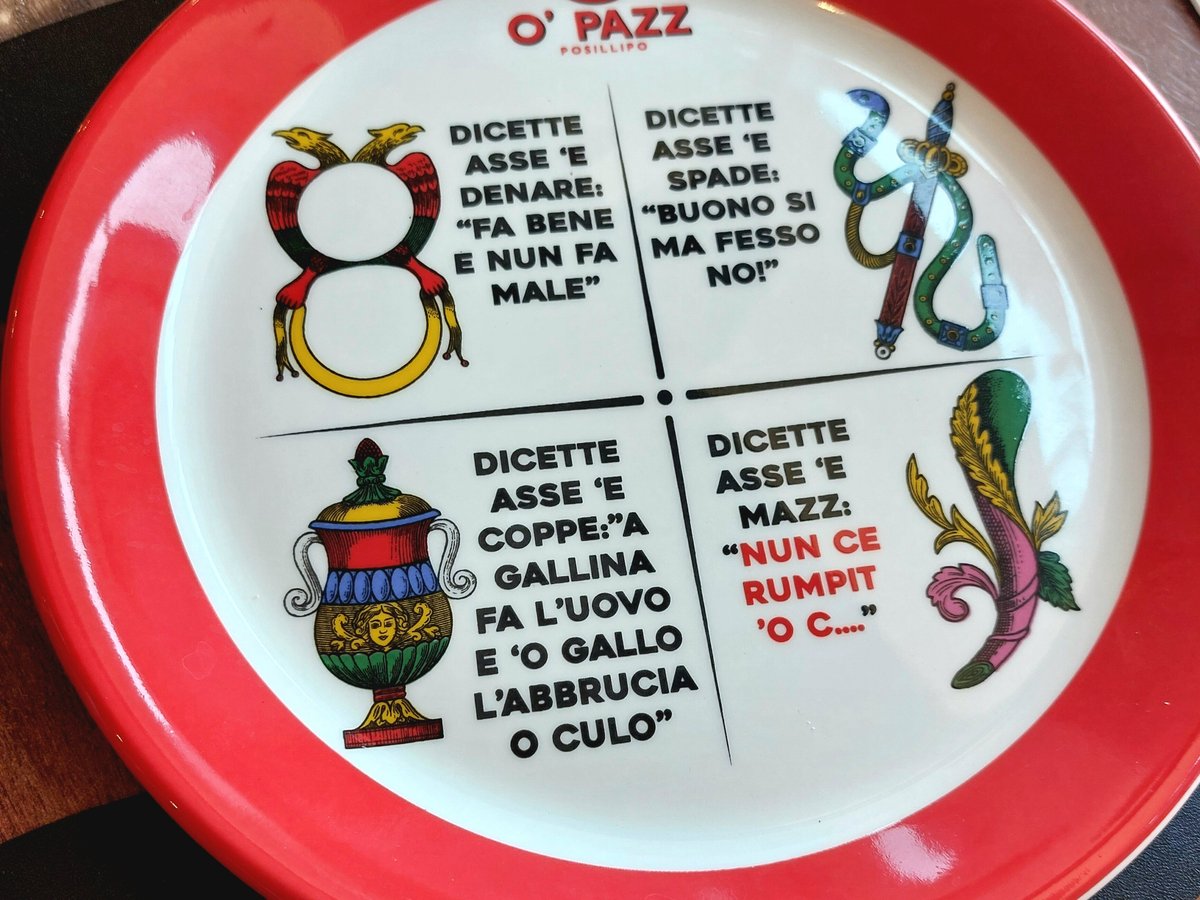 O' PAZZ
POSILLIPO
DICETTE
ASSE ‘E
DENARE:
“FA BENE
E NUN FA
MALE”
DICETTE
ASSE ‘E
SPADE:
“BUONO SI
MA FESSO
NO!”
DICETTE
ASSE ‘E
COPPE:”A
GALLINA
FA L’UOVO
E ‘O GALLO
L’ABBRUCIA
O CULO”
DICETTE
ASSE ‘E
MAZZ:
“NUN CE
RUMPIT
’O C....”